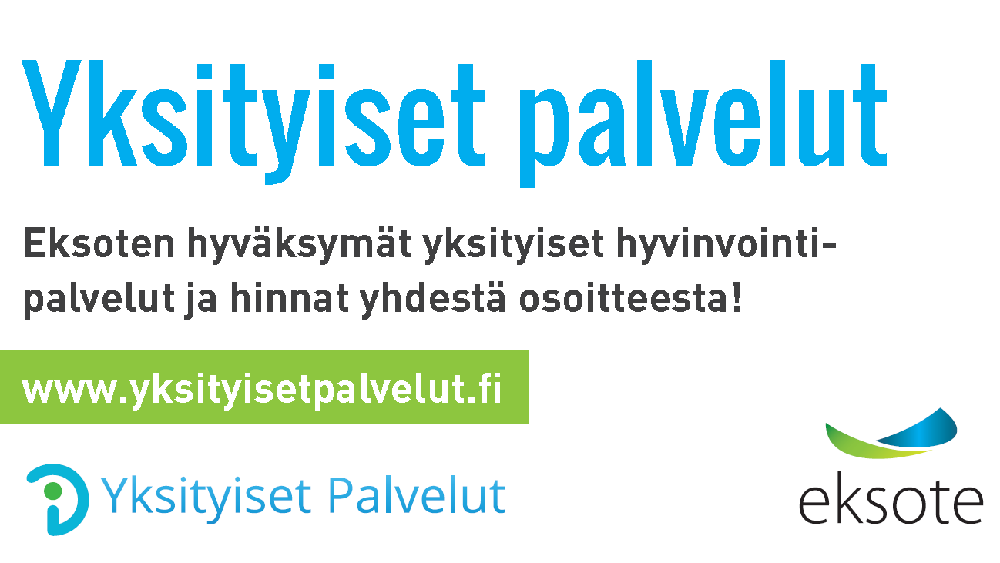 Yksityiset palvelut
Eksoten hyväksymät yksityiset hyvinvointi-
palvelut ja hinnat yhdestä osoitteesta!
www.yksityisetpalvelut.fi
Yksityiset Palvelut
eksote